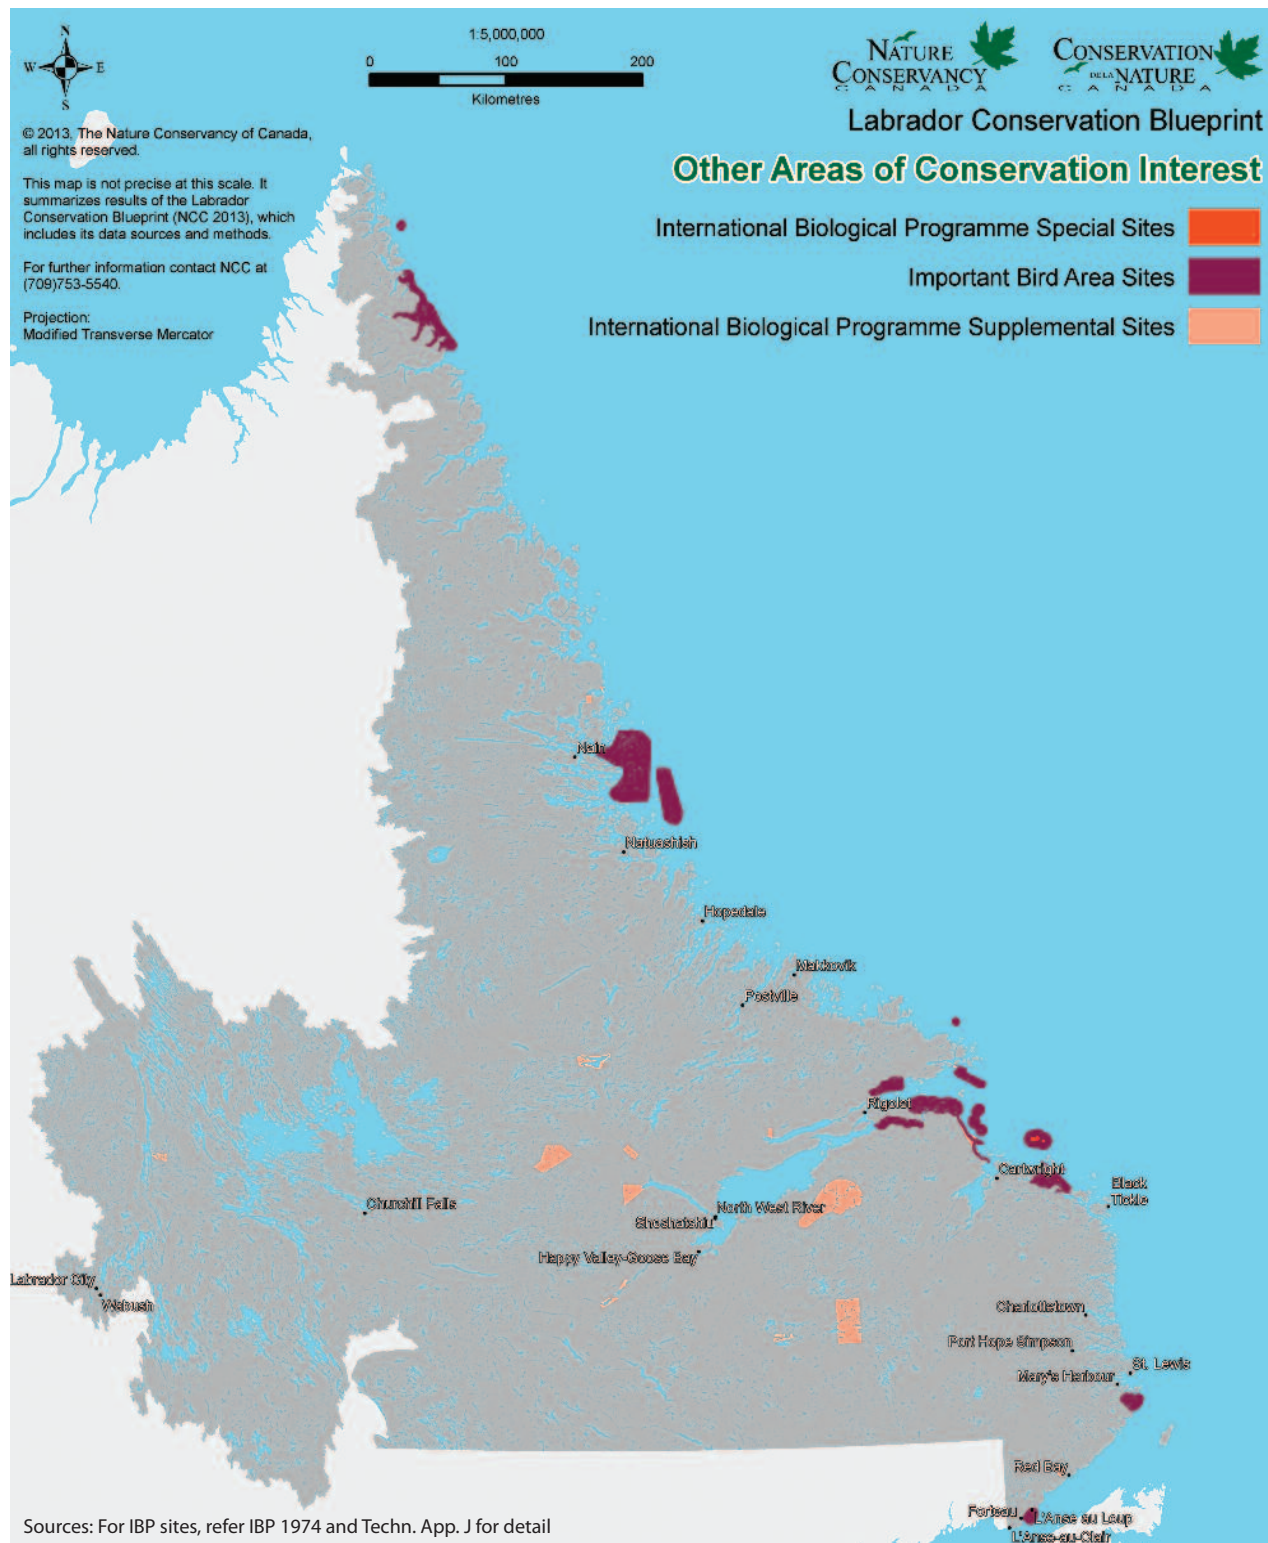 N
W E
S
1:5,000,000
0 100 200
Kilometres
NATURE
CONSERVANCY
CANADA
CONSERVATION
DE LA NATURE
CANADA
© 2013, The Nature Conservancy of Canada,
all rights reserved.
This map is not precise at this scale. It
summarizes results of the Labrador
Conservation Blueprint (NCC 2013), which
includes its data sources and methods.
For further information contact NCC at
(709)753-5540.
Projection:
Modified Transverse Mercator
Labrador Conservation Blueprint
Other Areas of Conservation Interest
International Biological Programme Special Sites
Important Bird Area Sites
International Biological Programme Supplemental Sites
Nain
Natuashish
Hopedale
Makkovik
Postville
Rigolet
Cartwright
Black
Tickle
Churchill Falls
North West River
Sheshatshiu
Happy Valley-Goose Bay
Labrador City
Wabush
Charlottetown
Port Hope Simpson
St. Lewis
Mary's Harbour
Red Bay
Forteau
L'Anse au Loup
L'Anse-au-Clair
Sources: For IBP sites, refer IBP 1974 and Techn. App. J for detail